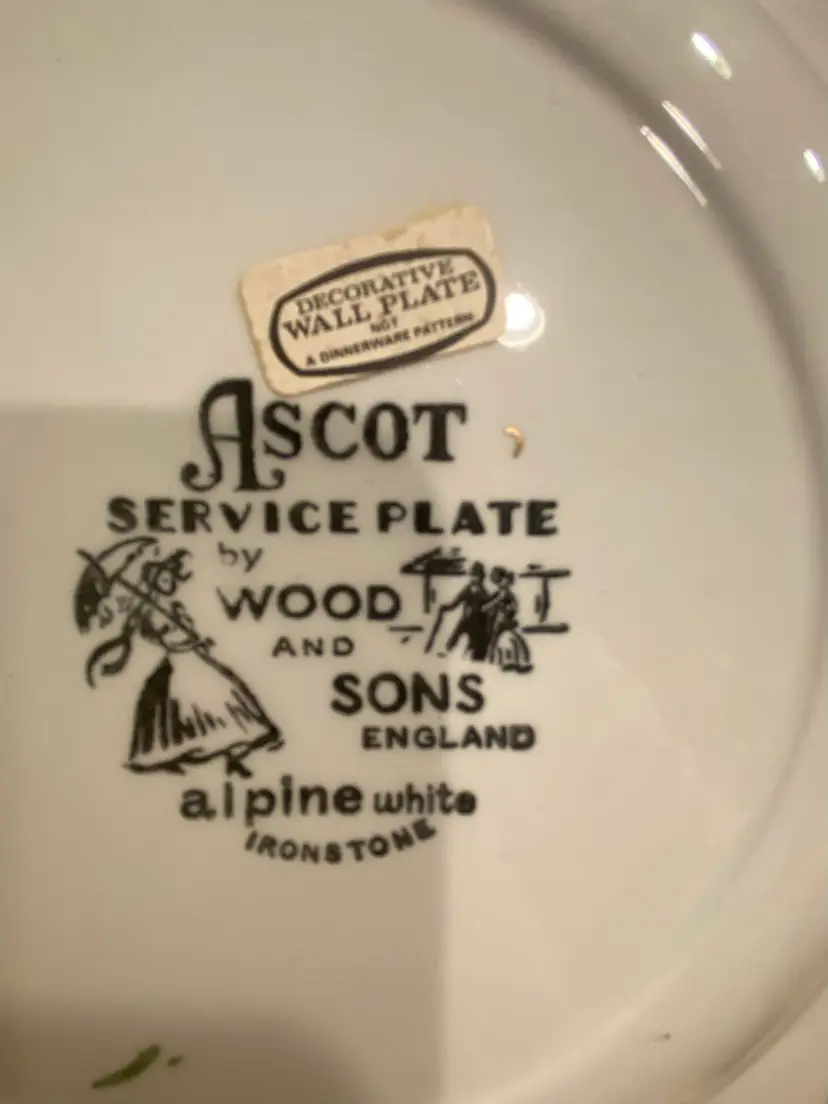 DECORATIVE
WALL PLATE
NOT
A DINNERWARE PATTERN
ASCOT
SERVICE PLATE
by
WOOD
AND
SONS
ENGLAND
alpine white
IRONSTONE